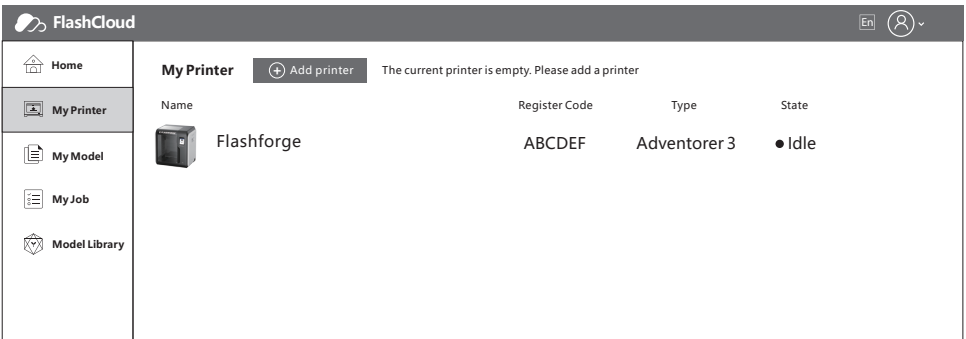 FlashCloud
En
Home
My Printer
My Model
My Job
Model Library
My Printer
Add printer
The current printer is empty. Please add a printer
Name Register Code Type State
Flashforge ABCDEF Adventorer 3 Idle